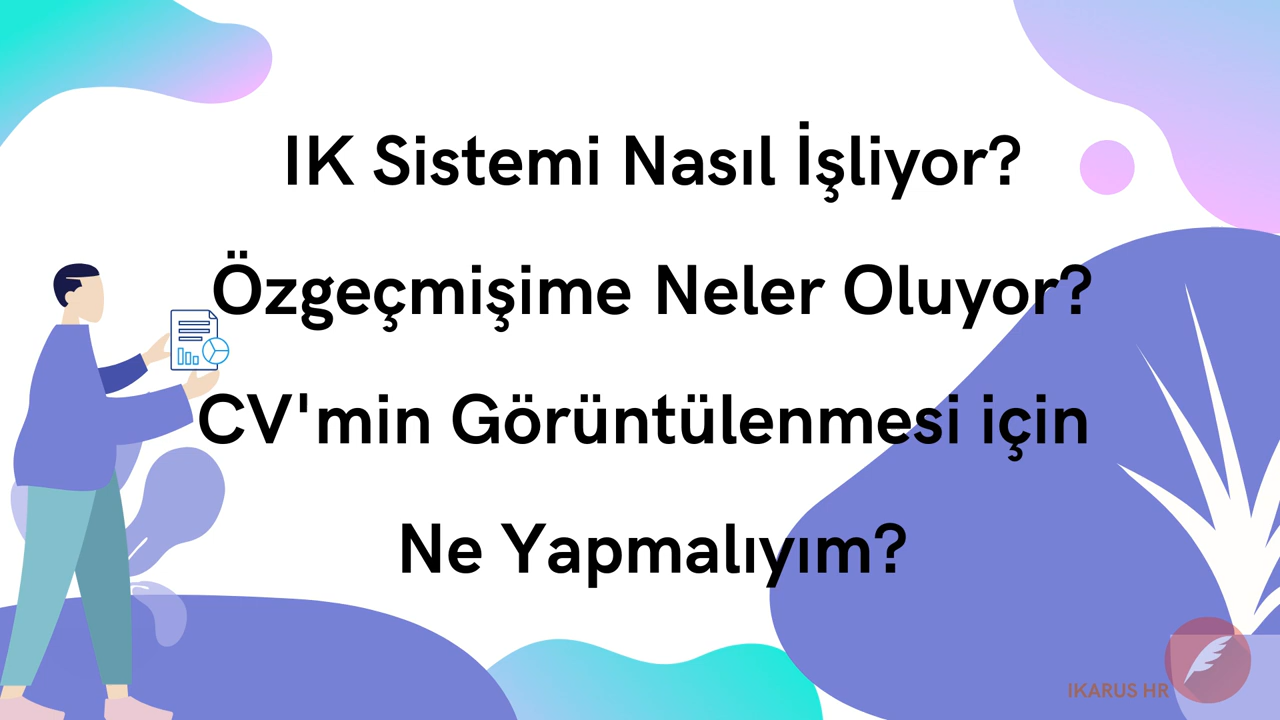 IK Sistemi Nasıl İşliyor?
Özgeçmişime Neler Oluyor?
CV'min Görüntülenmesi için
Ne Yapmalıyım?
IKARUS HR